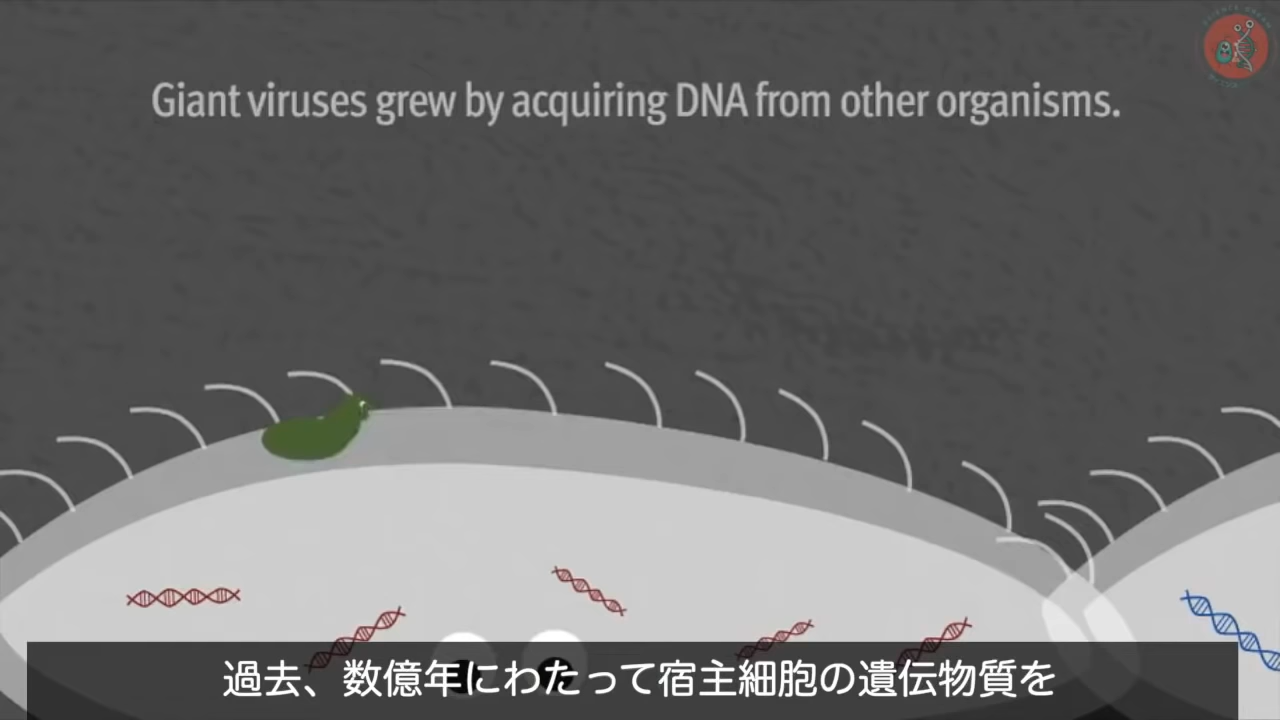 Giant viruses grew by acquiring DNA from other organisms.
過去、数億年にわたって宿主細胞の遺伝物質を